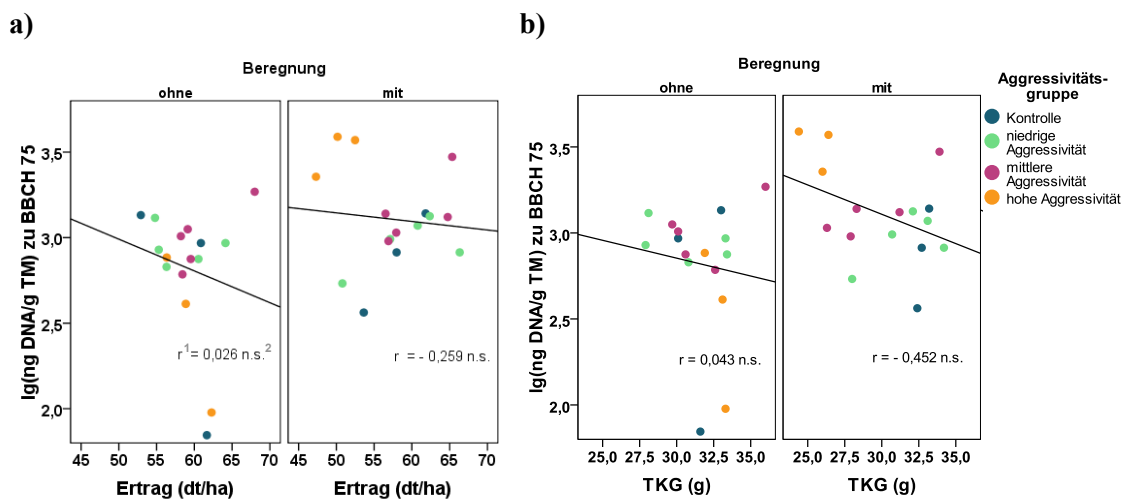 a)
Beregnung
ohne
mit
lg(ng DNA/g TM) zu BBCH 75
3,5
3,0
2,5
2,0
r¹= 0,026 n.s.²
r = - 0,259 n.s.
45 50 55 60 65 70
45 50 55 60 65 70
Ertrag (dt/ha)
Ertrag (dt/ha)
b)
Beregnung
ohne
mit
lg(ng DNA/g TM) zu BBCH 75
3,5
3,0
2,5
2,0
r = 0,043 n.s.
r = - 0,452 n.s.
25,0 27,5 30,0 32,5 35,0
25,0 27,5 30,0 32,5 35,0
TKG (g)
TKG (g)
Aggressivitäts-
gruppe
Kontrolle
niedrige
Aggressivität
mittlere
Aggressivität
hohe Aggressivität